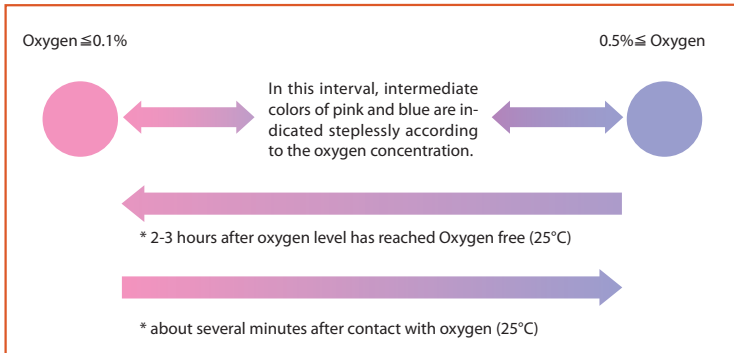 Oxygen ≦0.1%
0.5%≦ Oxygen
In this interval, intermediate
colors of pink and blue are in-
dicated steplessly according
to the oxygen concentration.
* 2-3 hours after oxygen level has reached Oxygen free (25°C)
* about several minutes after contact with oxygen (25°C)